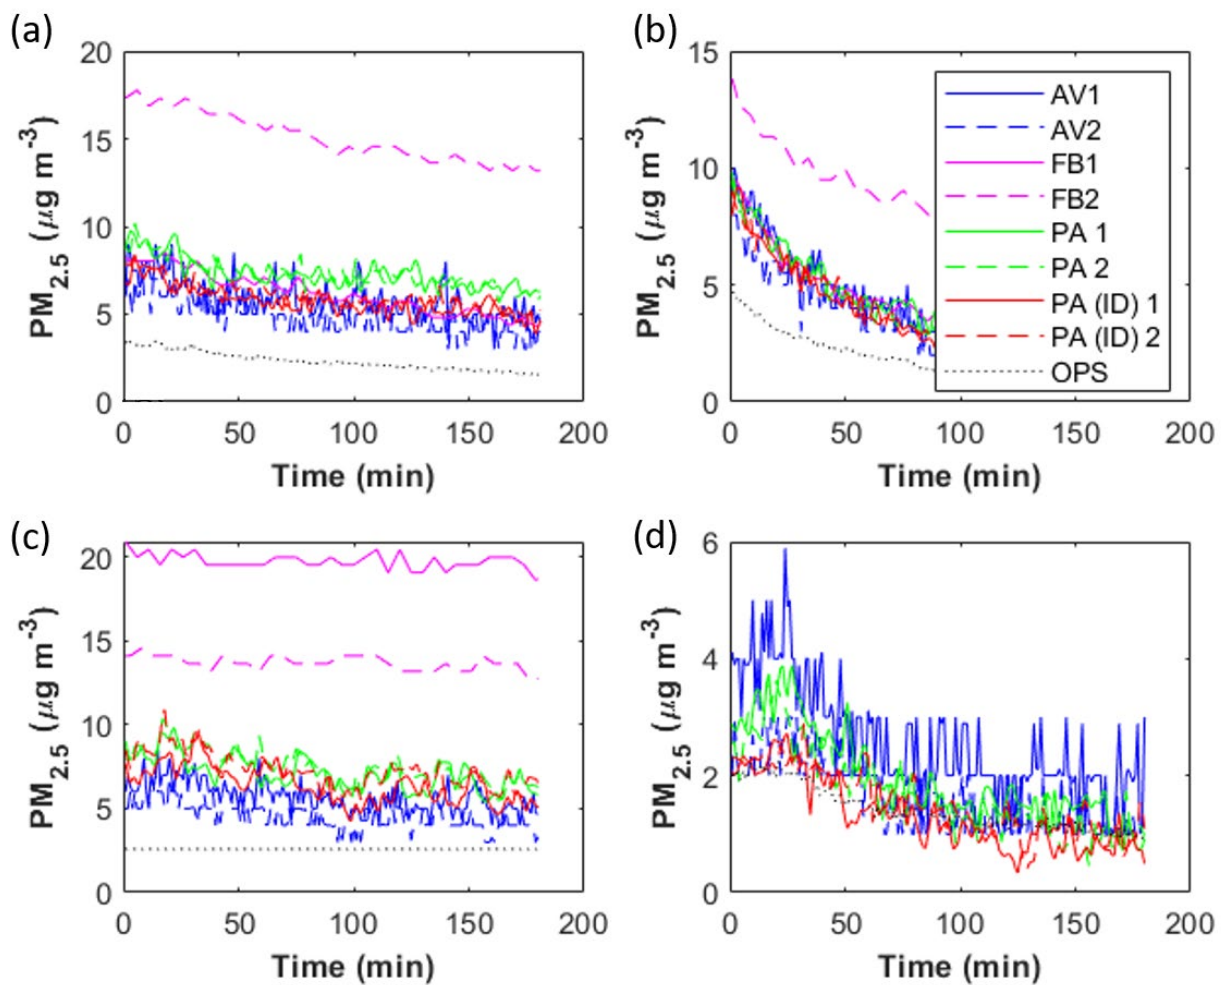 (a)
20
15
10
5
0
PM2.5 (μg m-3)
0 50 100 150 200
Time (min)
(b)
15
10
5
0
PM2.5 (μg m-3)
0 50 100 150 200
Time (min)
AV1
AV2
FB1
FB2
PA 1
PA 2
PA (ID) 1
PA (ID) 2
OPS
(c)
20
15
10
5
0
PM2.5 (μg m-3)
0 50 100 150 200
Time (min)
(d)
6
4
2
0
PM2.5 (μg m-3)
0 50 100 150 200
Time (min)